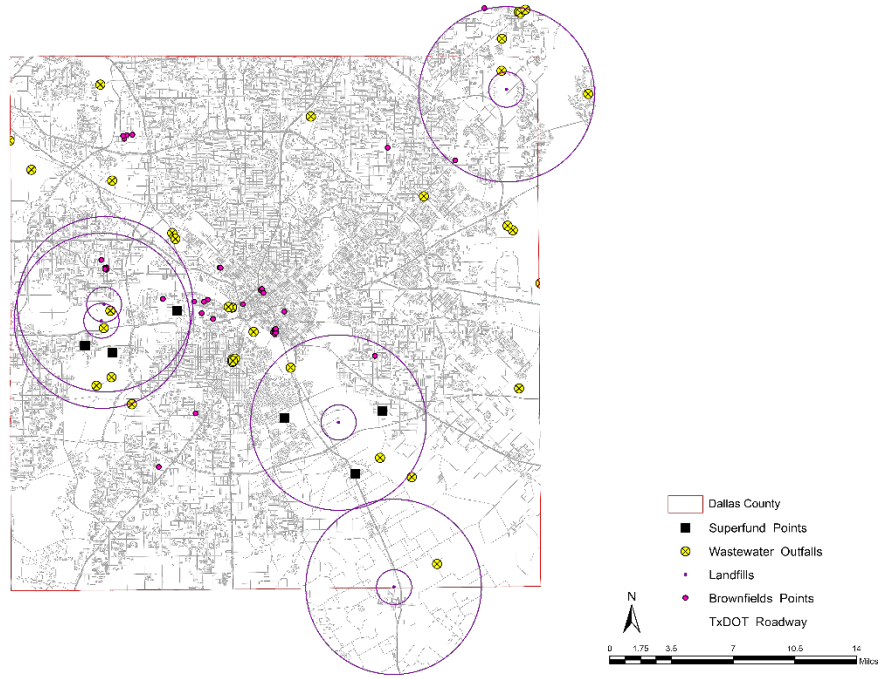 Dallas County
Superfund Points
Wastewater Outfalls
Landfills
Brownfields Points
TxDOT Roadway
N
0 1.75 3.5 7 10.5 14
Miles